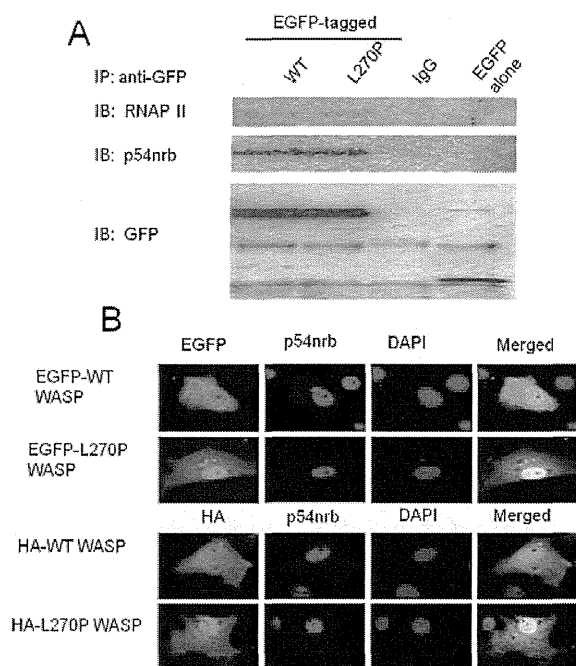 A
EGFP-tagged
IP: anti-GFP
WT
L270P
IgG
EGFP alone
IB: RNAP II
IB: p54nrb
IB: GFP
B
EGFP p54nrb DAPI Merged
EGFP-WT
WASP
EGFP-L270P
WASP
HA p54nrb DAPI Merged
HA-WT WASP
HA-L270P WASP